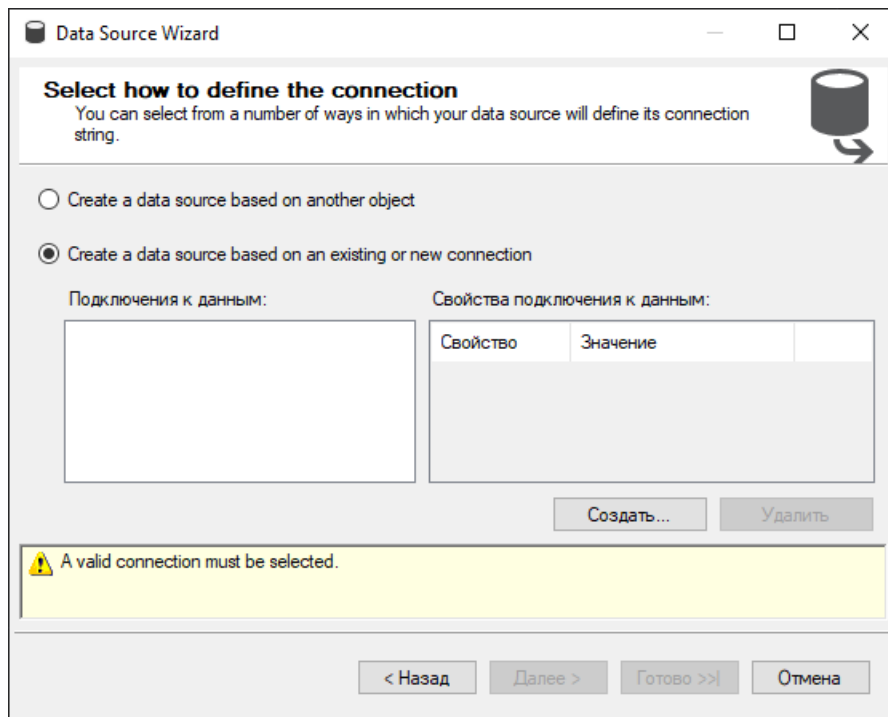 Data Source Wizard
Select how to define the connection
You can select from a number of ways in which your data source will define its connection
string.
Create a data source based on another object
Create a data source based on an existing or new connection
Подключения к данным:
Свойства подключения к данным:
Свойство
Значение
Создать...
Удалить
A valid connection must be selected.
< Назад
Далее >
Готово >>|
Отмена